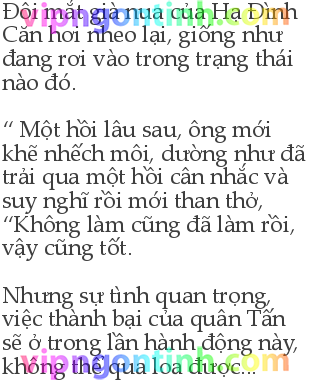 Đôi mắt già nua của Hạ Đình
Căn hơi nheo lại, giống như
đang rơi vào trong trạng thái
nào đó.
“ Một hồi lâu sau, ông mới
khẽ nhếch môi, dường như đã
trải qua một hồi cân nhắc và
suy nghĩ rồi mới than thở,
“Không làm cũng đã làm rồi,
vậy cũng tốt.
Nhưng sự tình quan trọng,
việc thành bại của quân Tấn
sẽ ở trong lần hành động này,
không thể qua loa được...
vipngontinh.com
vipngontinh.com